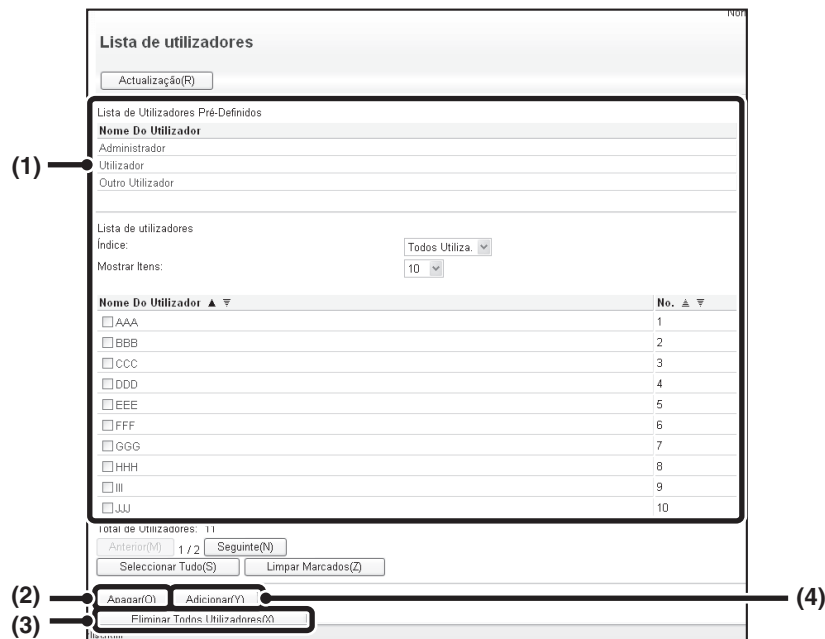 Lista de utilizadores
Actualização(R)
Lista de Utilizadores Pré-Definidos
Nome Do Utilizador
Administrador
(1)
Utilizador
Outro Utilizador
Lista de utilizadores
Índice: Todos Utiliza.
Mostrar Itens: 10
Nome Do Utilizador ▲ ▼ No. ▲ ▼
AAA 1
BBB 2
CCC 3
DDD 4
EEE 5
FFF 6
GGG 7
HHH 8
III 9
JJJ 10
Total de Utilizadores: 11
Anterior(M) 1 / 2 Seguinte(N)
Seleccionar Tudo(S) Limpar Marcados(Z)
(2) Apagar(O) Adicionar(Y) (4)
(3) Eliminar Todos Utilizadores(X)